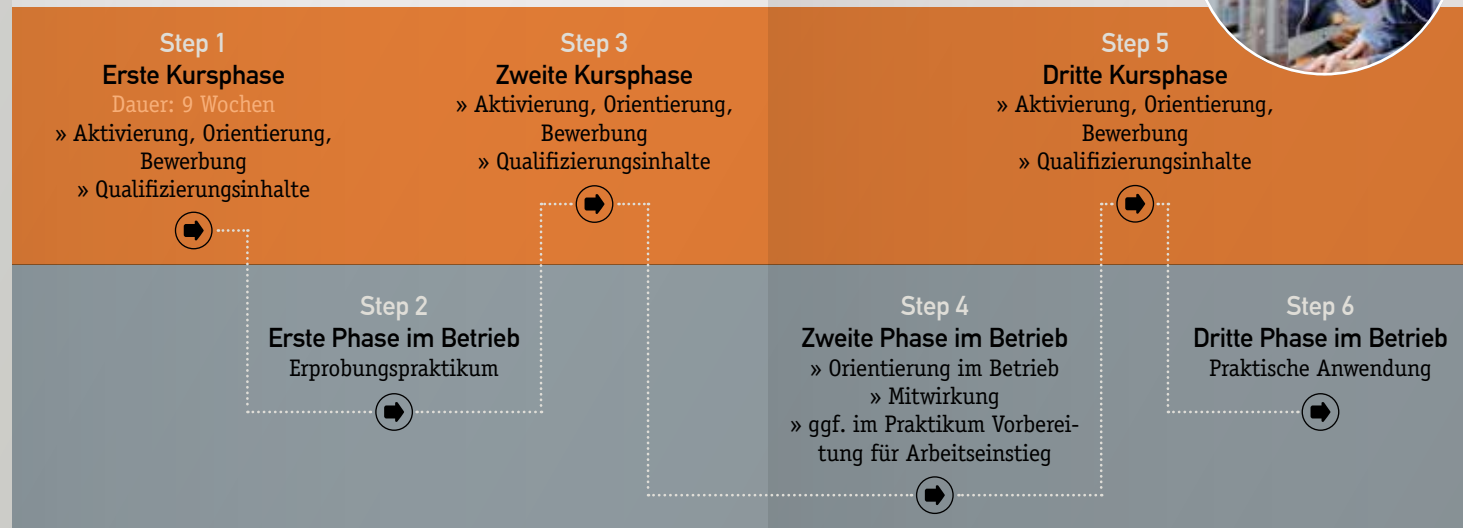 Step 1
Erste Kursphase
Dauer: 9 Wochen
» Aktivierung, Orientierung,
Bewerbung
» Qualifizierungsinhalte
Step 2
Erste Phase im Betrieb
Erprobungspraktikum
Step 3
Zweite Kursphase
» Aktivierung, Orientierung,
Bewerbung
» Qualifizierungsinhalte
Step 4
Zweite Phase im Betrieb
» Orientierung im Betrieb
» Mitwirkung
» ggf. im Praktikum Vorberei-
tung für Arbeitseinstieg
Step 5
Dritte Kursphase
» Aktivierung, Orientierung,
Bewerbung
» Qualifizierungsinhalte
Step 6
Dritte Phase im Betrieb
Praktische Anwendung